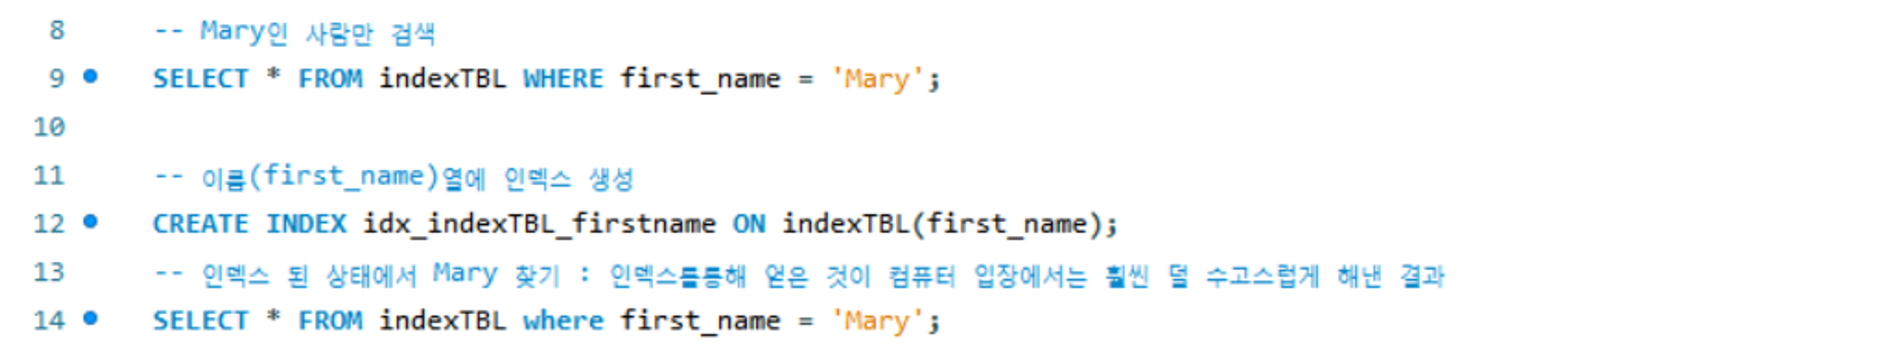 8 -- Mary인 사람만 검색
9 SELECT * FROM indexTBL WHERE first_name = 'Mary';
10
11 -- 이름(first_name)열에 인덱스 생성
12 CREATE INDEX idx_indexTBL_firstname ON indexTBL(first_name);
13 -- 인덱스 된 상태에서 Mary 찾기 : 인덱스를통해 얻은 것이 컴퓨터 입장에서는 훨씬 덜 수고스럽게 해낸 결과
14 SELECT * FROM indexTBL where first_name = 'Mary';